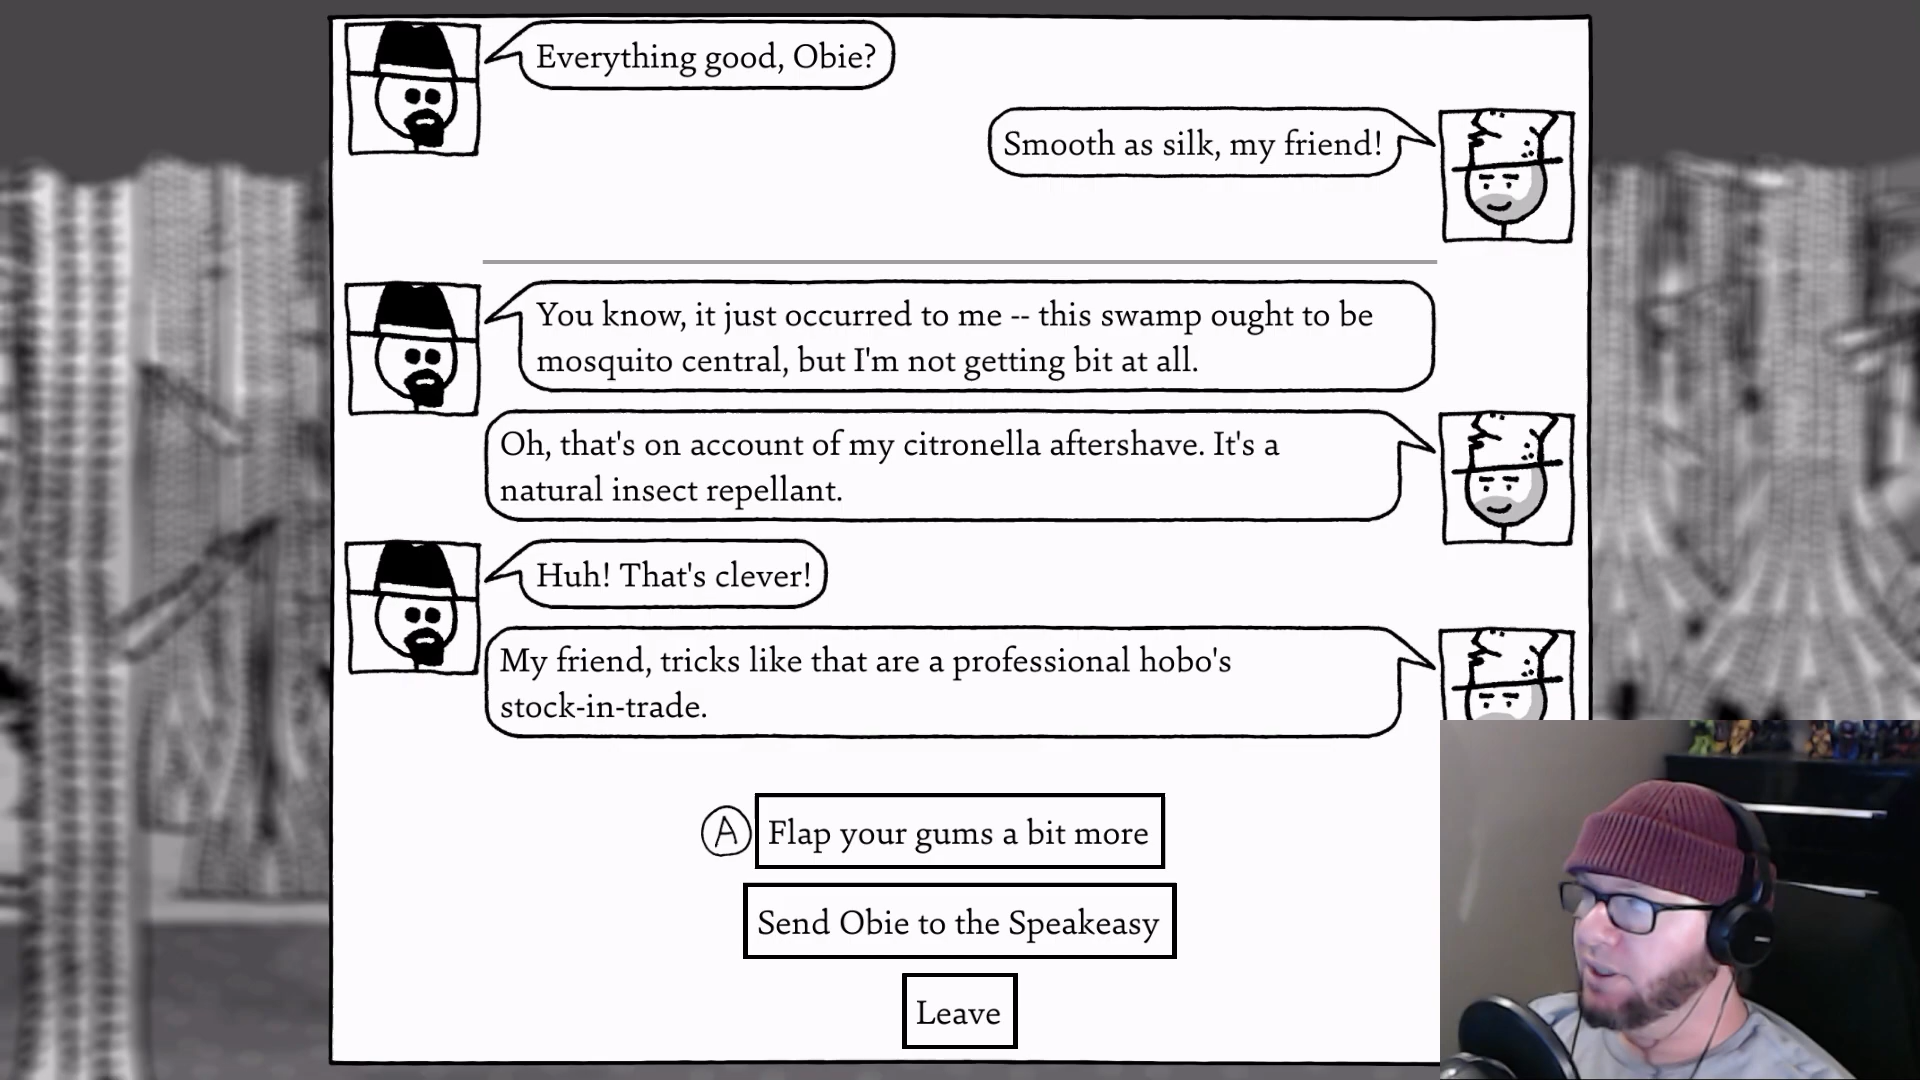 Everything good, Obie?
Smooth as silk, my friend!
You know, it just occurred to me -- this swamp ought to be
mosquito central, but I'm not getting bit at all.
Oh, that's on account of my citronella aftershave. It's a
natural insect repellant.
Huh! That's clever!
My friend, tricks like that are a professional hobo's
stock-in-trade.
A Flap your gums a bit more
Send Obie to the Speakeasy
Leave